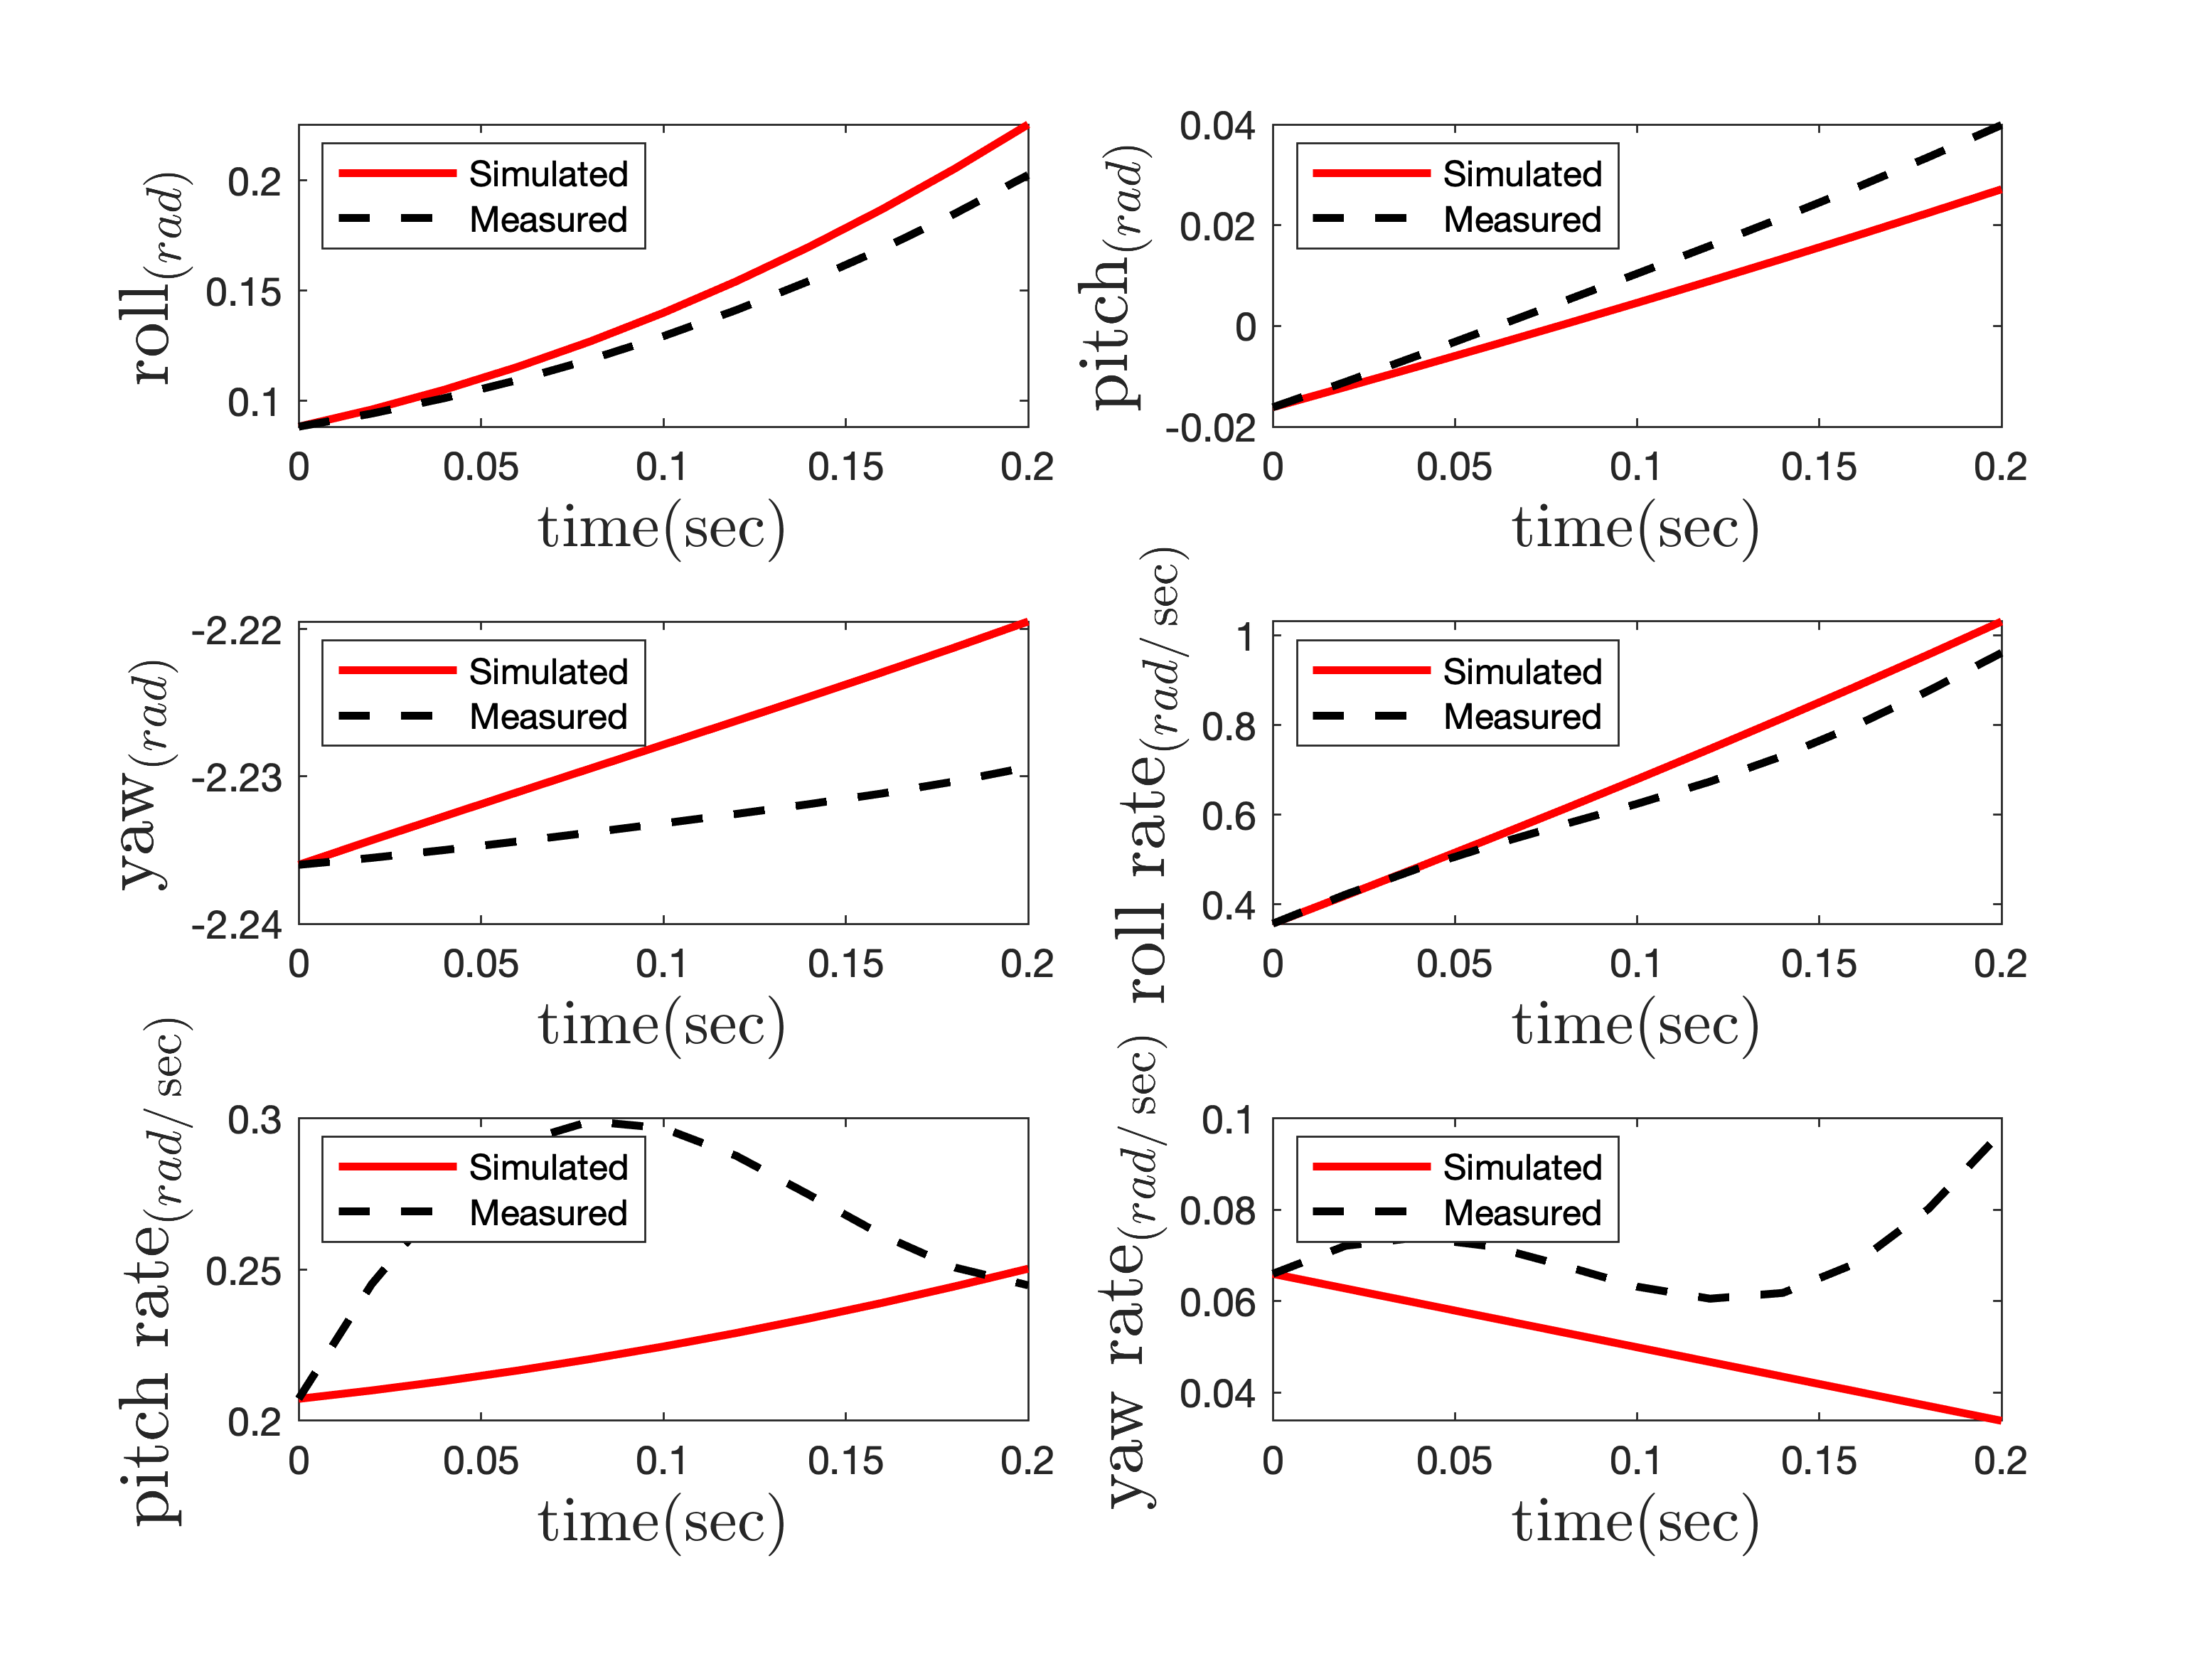 roll(rad)
0.2
0.15
0.1
Simulated
Measured
0 0.05 0.1 0.15 0.2
time(sec)
pitch(rad)
0.04
0.02
0
-0.02
Simulated
Measured
0 0.05 0.1 0.15 0.2
time(sec)
yaw(rad)
-2.22
-2.23
-2.24
Simulated
Measured
0 0.05 0.1 0.15 0.2
time(sec)
roll rate(rad/sec)
1
0.8
0.6
0.4
Simulated
Measured
0 0.05 0.1 0.15 0.2
time(sec)
pitch rate(rad/sec)
0.3
0.25
0.2
Simulated
Measured
0 0.05 0.1 0.15 0.2
time(sec)
yaw rate(rad/sec)
0.1
0.08
0.06
0.04
Simulated
Measured
0 0.05 0.1 0.15 0.2
time(sec)